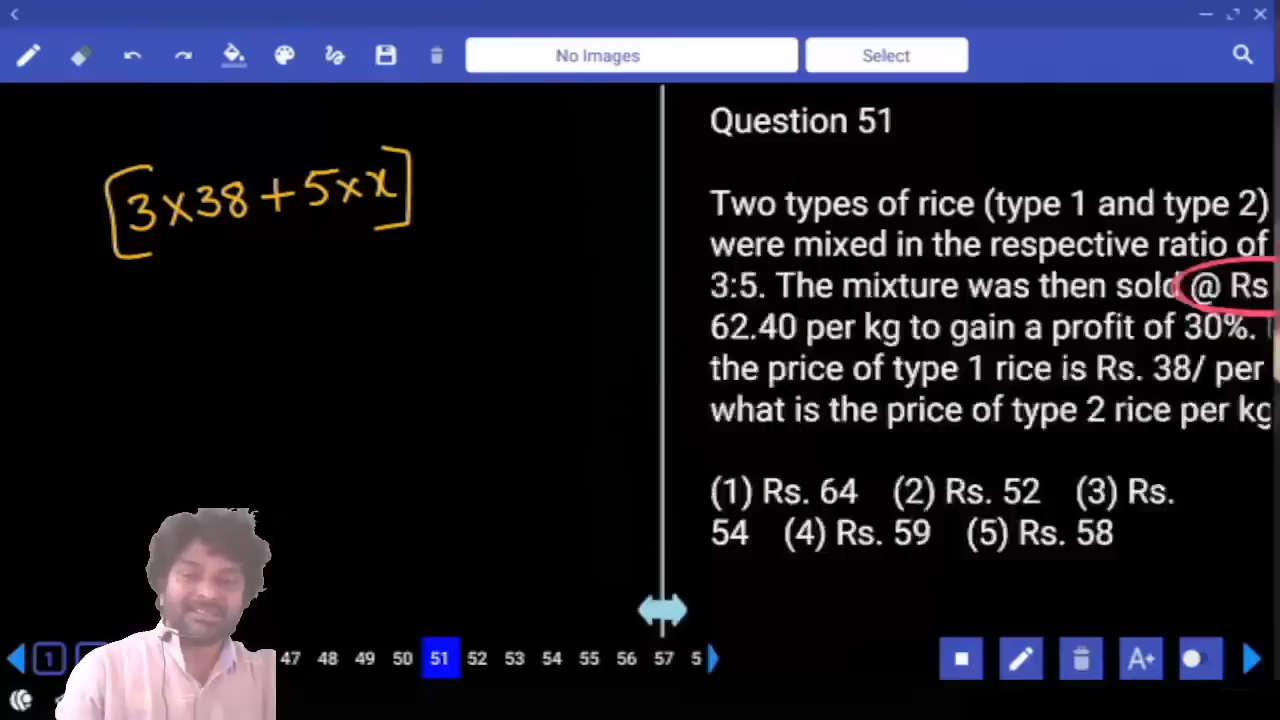 No Images
Select
[3x38+5xx]
Question 51
Two types of rice (type 1 and type 2)
were mixed in the respective ratio of
3:5. The mixture was then sold @ Rs
62.40 per kg to gain a profit of 30%.
the price of type 1 rice is Rs. 38/ per
what is the price of type 2 rice per kg
(1) Rs. 64 (2) Rs. 52 (3) Rs.
54 (4) Rs. 59 (5) Rs. 58
1 47 48 49 50 51 52 53 54 55 56 57 5
A+